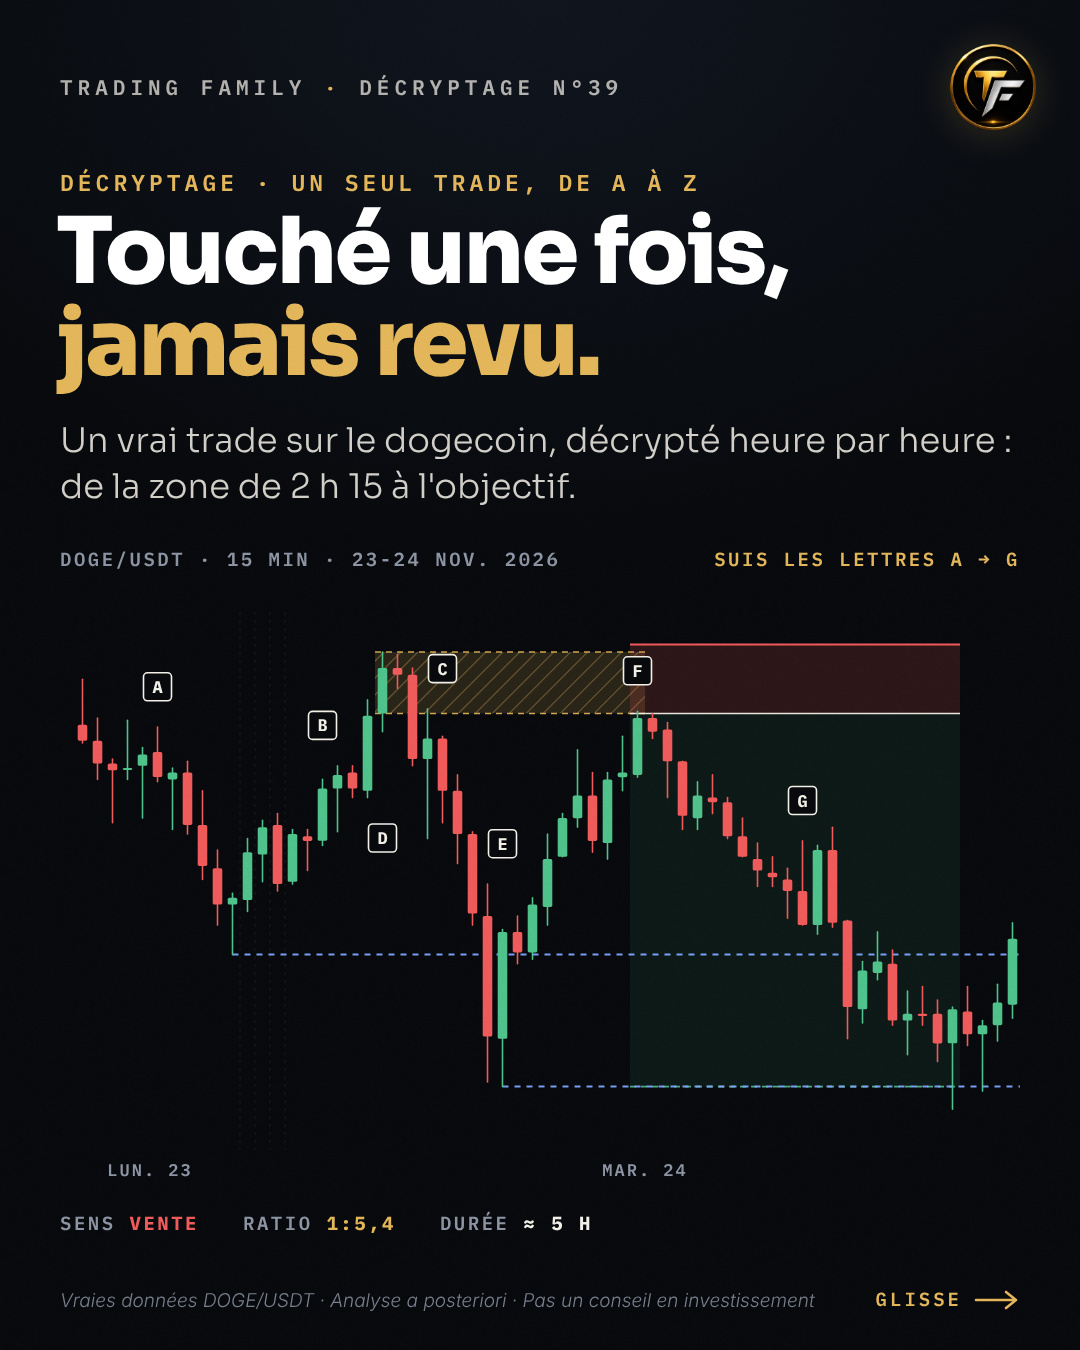 TRADING FAMILY · DÉCRYPTAGE N°39
TF
DÉCRYPTAGE · UN SEUL TRADE, DE A À Z
Touché une fois,
jamais revu.
Un vrai trade sur le dogecoin, décrypté heure par heure :
de la zone de 2 h 15 à l'objectif.
DOGE/USDT · 15 MIN · 23-24 NOV. 2026
SUIS LES LETTRES A → G
A
B
C
D
E
F
G
LUN. 23
MAR. 24
SENS VENTE
RATIO 1:5,4
DURÉE ≈ 5 H
Vraies données DOGE/USDT · Analyse a posteriori · Pas un conseil en investissement
GLISSE →